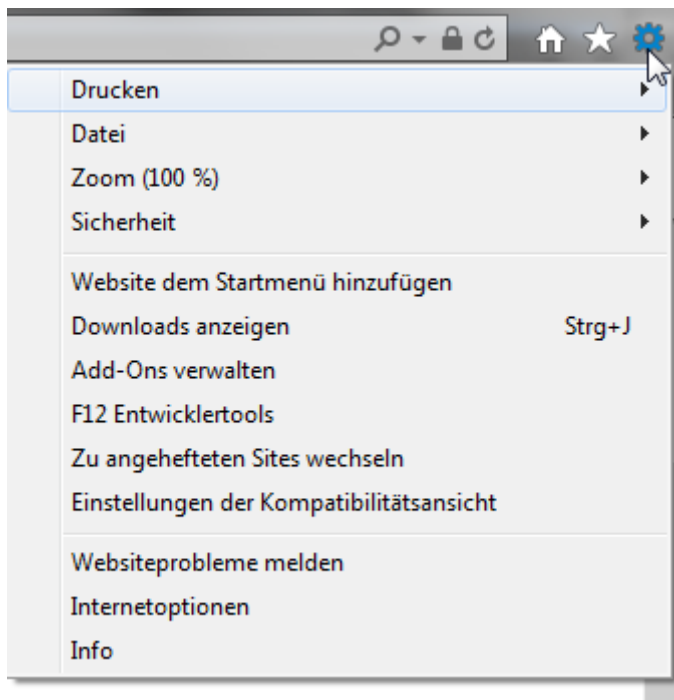 Drucken
Datei
Zoom (100 %)
Sicherheit
Website dem Startmenü hinzufügen
Downloads anzeigen Strg+J
Add-Ons verwalten
F12 Entwicklertools
Zu angehefteten Sites wechseln
Einstellungen der Kompatibilitätsansicht
Websiteprobleme melden
Internetoptionen
Info